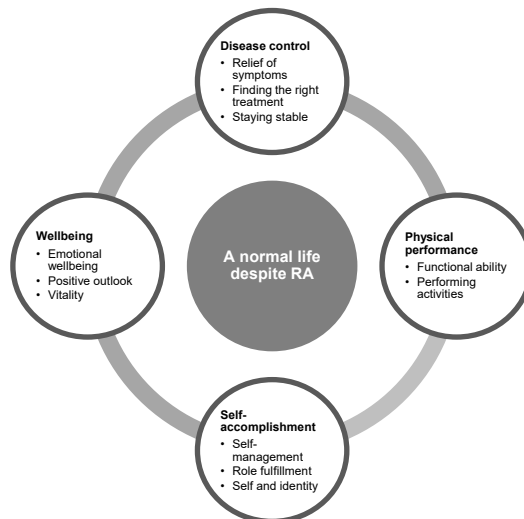 Disease control
• Relief of
symptoms
• Finding the right
treatment
• Staying stable
Wellbeing
• Emotional
wellbeing
• Positive outlook
• Vitality
A normal life
despite RA
Physical
performance
• Functional ability
• Performing
activities
Self-
accomplishment
• Self-
management
• Role fulfillment
• Self and identity